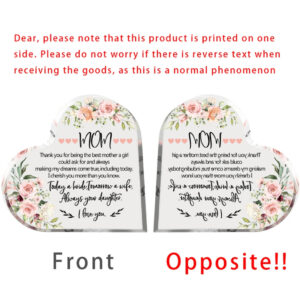 Dear, please note that this product is printed on one
side. Please do not worry if there is reverse text when
receiving the goods, as this is a normal phenomenon
MOM
Thank you for being the best mother a girl
could ask for and always
making my dreams come true, including today.
I cherish you more than you know.
Today a bride, tomorrow a wife,
Always your daughter.
I love you.
MOM
Front
Opposite!!